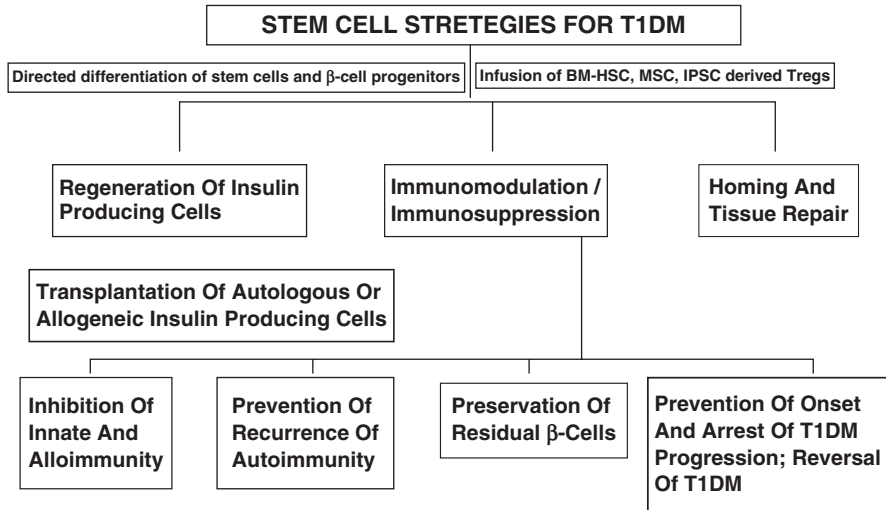 STEM CELL STRETEGIES FOR T1DM
Directed differentiation of stem cells and β-cell progenitors
Infusion of BM-HSC, MSC, IPSC derived Tregs
Regeneration Of Insulin
Producing Cells
Immunomodulation /
Immunosuppression
Homing And
Tissue Repair
Transplantation Of Autologous Or
Allogeneic Insulin Producing Cells
Inhibition Of
Innate And
Alloimmunity
Prevention Of
Recurrence Of
Autoimmunity
Preservation Of
Residual β-Cells
Prevention Of Onset
And Arrest Of T1DM
Progression; Reversal
Of T1DM